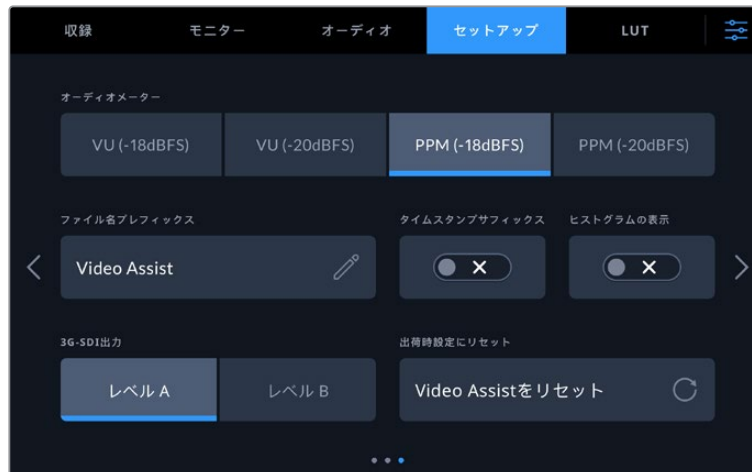 収録 モニター オーディオ セットアップ LUT
オーディオメーター
VU (-18dBFS) VU (-20dBFS) PPM (-18dBFS) PPM (-20dBFS)
ファイル名プレフィックス タイムスタンプサフィックス ヒストグラムの表示
Video Assist
3G-SDI出力 出荷時設定にリセット
レベル A レベル B Video Assistをリセット